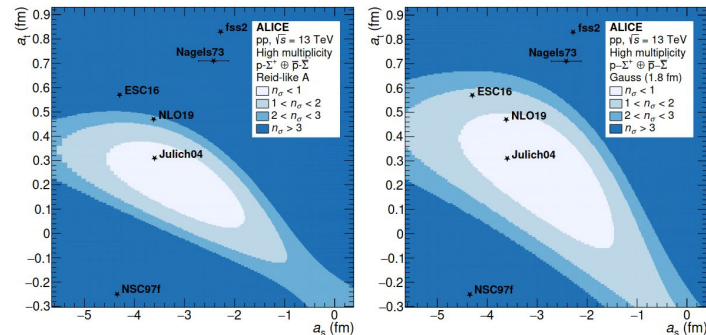 a_t (fm)
0.9
0.8
0.7
0.6
0.5
0.4
0.3
0.2
0.1
0
−0.1
−0.2
−0.3
−5
−4
−3
−2
−1
0
a_s (fm)
fss2
Nagels73
ESC16
NLO19
Julich04
NSC97f
ALICE
pp, √s = 13 TeV
High multiplicity
p-Σ⁺ ⊕ p̄-Σ̄
Reid-like A
n_σ < 1
1 < n_σ < 2
2 < n_σ < 3
n_σ > 3
a_t (fm)
0.9
0.8
0.7
0.6
0.5
0.4
0.3
0.2
0.1
0
−0.1
−0.2
−0.3
−5
−4
−3
−2
−1
0
a_s (fm)
fss2
Nagels73
ESC16
NLO19
Julich04
NSC97f
ALICE
pp, √s = 13 TeV
High multiplicity
p−Σ⁺ ⊕ p̄−Σ̄
Gauss (1.8 fm)
n_σ < 1
1 < n_σ < 2
2 < n_σ < 3
n_σ > 3